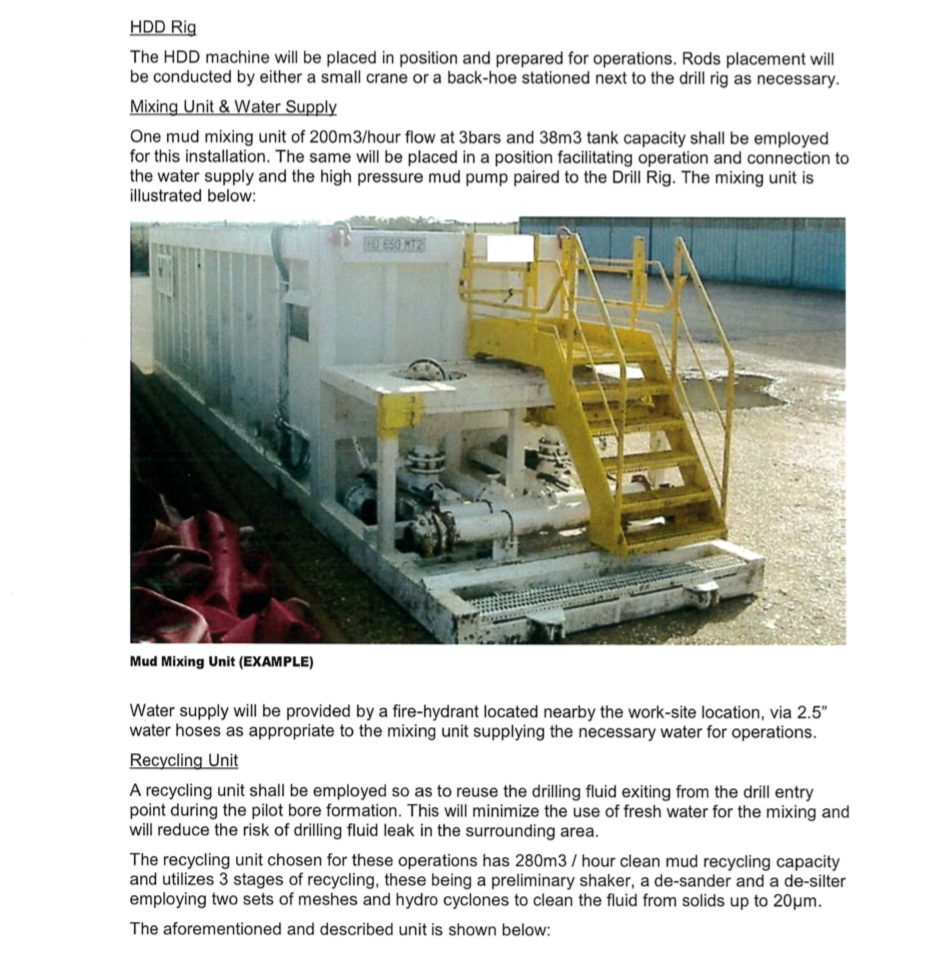 HDD Rig
The HDD machine will be placed in position and prepared for operations. Rods placement will
be conducted by either a small crane or a back-hoe stationed next to the drill rig as necessary.
Mixing Unit & Water Supply
One mud mixing unit of 200m3/hour flow at 3bars and 38m3 tank capacity shall be employed
for this installation. The same will be placed in a position facilitating operation and connection to
the water supply and the high pressure mud pump paired to the Drill Rig. The mixing unit is
illustrated below:
HD 650 MT2
Mud Mixing Unit (EXAMPLE)
Water supply will be provided by a fire-hydrant located nearby the work-site location, via 2.5"
water hoses as appropriate to the mixing unit supplying the necessary water for operations.
Recycling Unit
A recycling unit shall be employed so as to reuse the drilling fluid exiting from the drill entry
point during the pilot bore formation. This will minimize the use of fresh water for the mixing and
will reduce the risk of drilling fluid leak in the surrounding area.
The recycling unit chosen for these operations has 280m3 / hour clean mud recycling capacity
and utilizes 3 stages of recycling, these being a preliminary shaker, a de-sander and a de-silter
employing two sets of meshes and hydro cyclones to clean the fluid from solids up to 20µm.
The aforementioned and described unit is shown below: